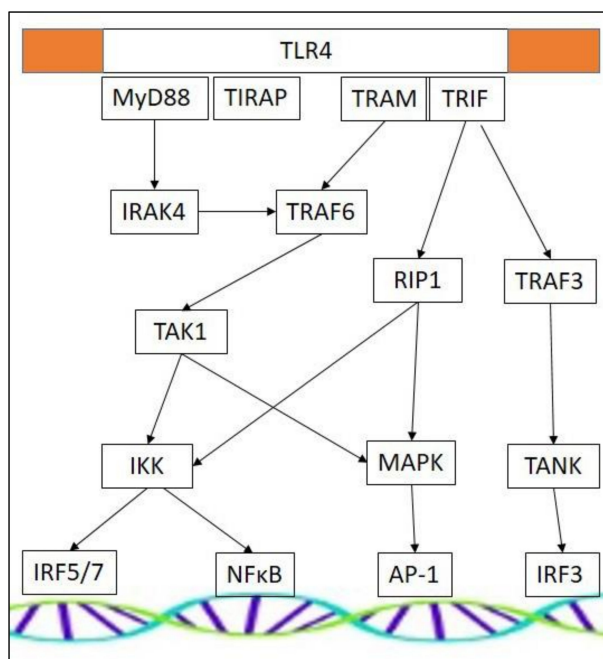 TLR4
MyD88 TIRAP TRAM TRIF
IRAK4 TRAF6
RIP1 TRAF3
TAK1
IKK MAPK TANK
IRF5/7 NFκB AP-1 IRF3